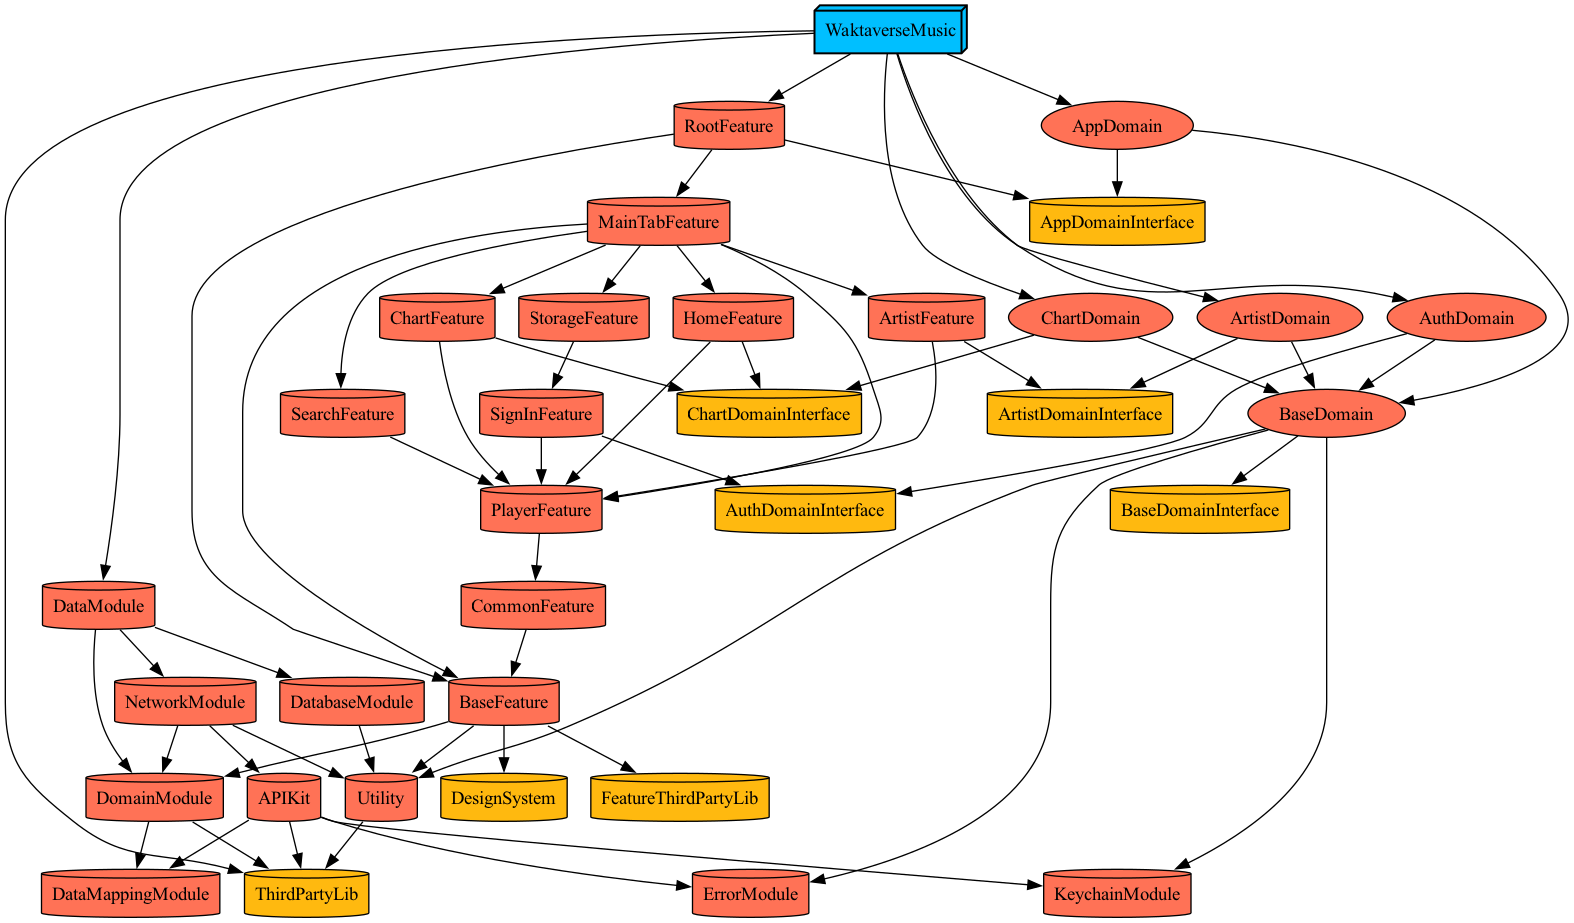 WaktaverseMusic
RootFeature
AppDomain
MainTabFeature
AppDomainInterface
ChartFeature
StorageFeature
HomeFeature
ArtistFeature
ChartDomain
ArtistDomain
AuthDomain
SearchFeature
SignInFeature
ChartDomainInterface
ArtistDomainInterface
BaseDomain
PlayerFeature
AuthDomainInterface
BaseDomainInterface
DataModule
CommonFeature
NetworkModule
DatabaseModule
BaseFeature
DomainModule
APIKit
Utility
DesignSystem
FeatureThirdPartyLib
DataMappingModule
ThirdPartyLib
ErrorModule
KeychainModule